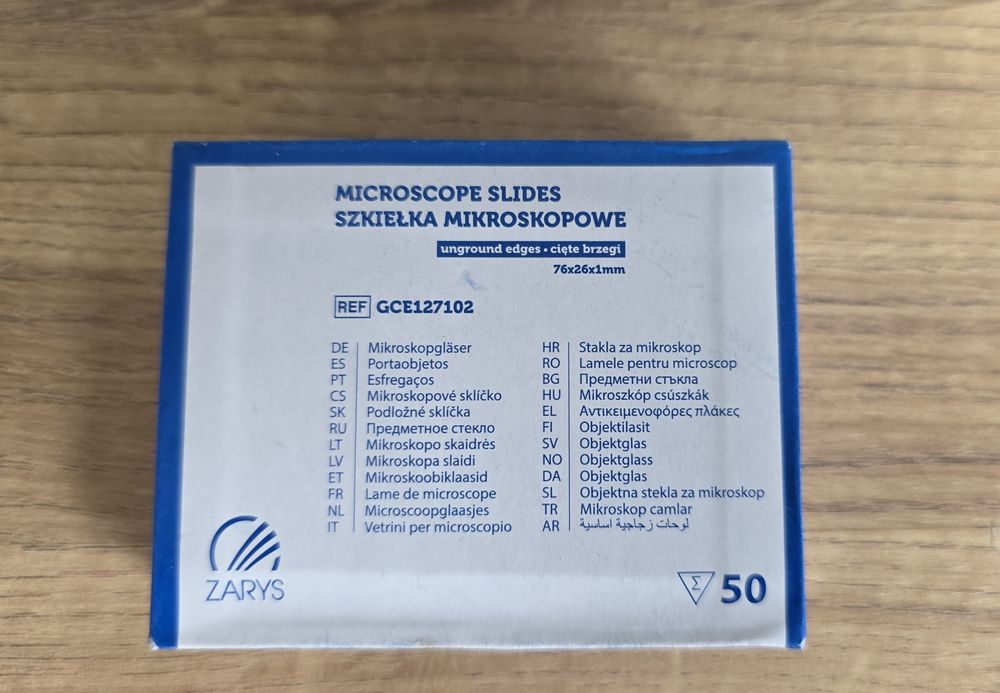 MICROSCOPE SLIDES
SZKIEŁKA MIKROSKOPOWE
unground edges • cięte brzegi
76x26x1mm
REF GCE127102
DE Mikroskopgläser
ES Portaobjetos
PT Esfregaços
CS Mikroskopové sklíčko
SK Podložné sklíčka
RU Предметное стекло
LT Mikroskopo skaidrės
LV Mikroskopa slaidi
ET Mikroskoobiklaasid
FR Lame de microscope
NL Microscoopglaasjes
IT Vetrini per microscopio
HR Stakla za mikroskop
RO Lamele pentru microscop
BG Предметни стъкла
HU Mikroszkóp csúszkák
EL Αντικειμενοφόρες πλάκες
FI Objektilasit
SV Objektglas
NO Objektglass
DA Objektglas
SL Objektna stekla za mikroskop
TR Mikroskop camlar
AR لوحات زجاجية اساسية
ZARYS
Σ 50